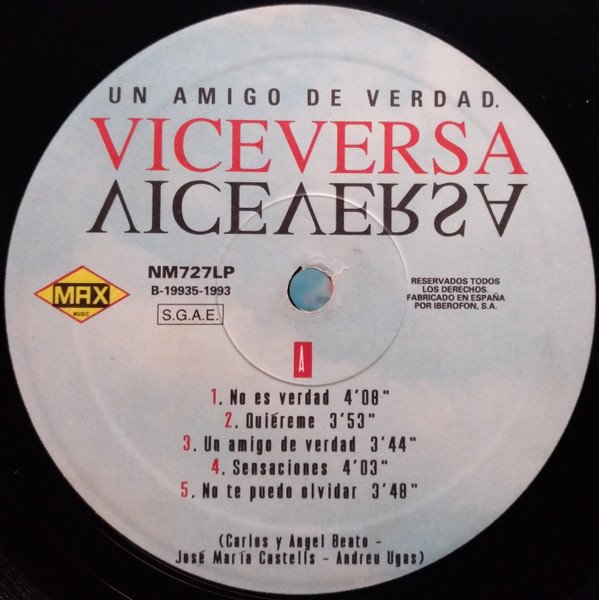 UN AMIGO DE VERDAD.
VICEVERSA
VICEVERSA
MAX
MUSIC
NM727LP
B-19935-1993
S.G.A.E.
RESERVADOS TODOS
LOS DERECHOS.
FABRICADO EN ESPAÑA
POR IBEROFON, S.A.
A
1. No es verdad 4'08"
2. Quiéreme 3'53"
3. Un amigo de verdad 3'44"
4. Sensaciones 4'03"
5. No te puedo olvidar 3'48"
(Carlos y Angel Beato -
José María Castells - Andreu Ugas)